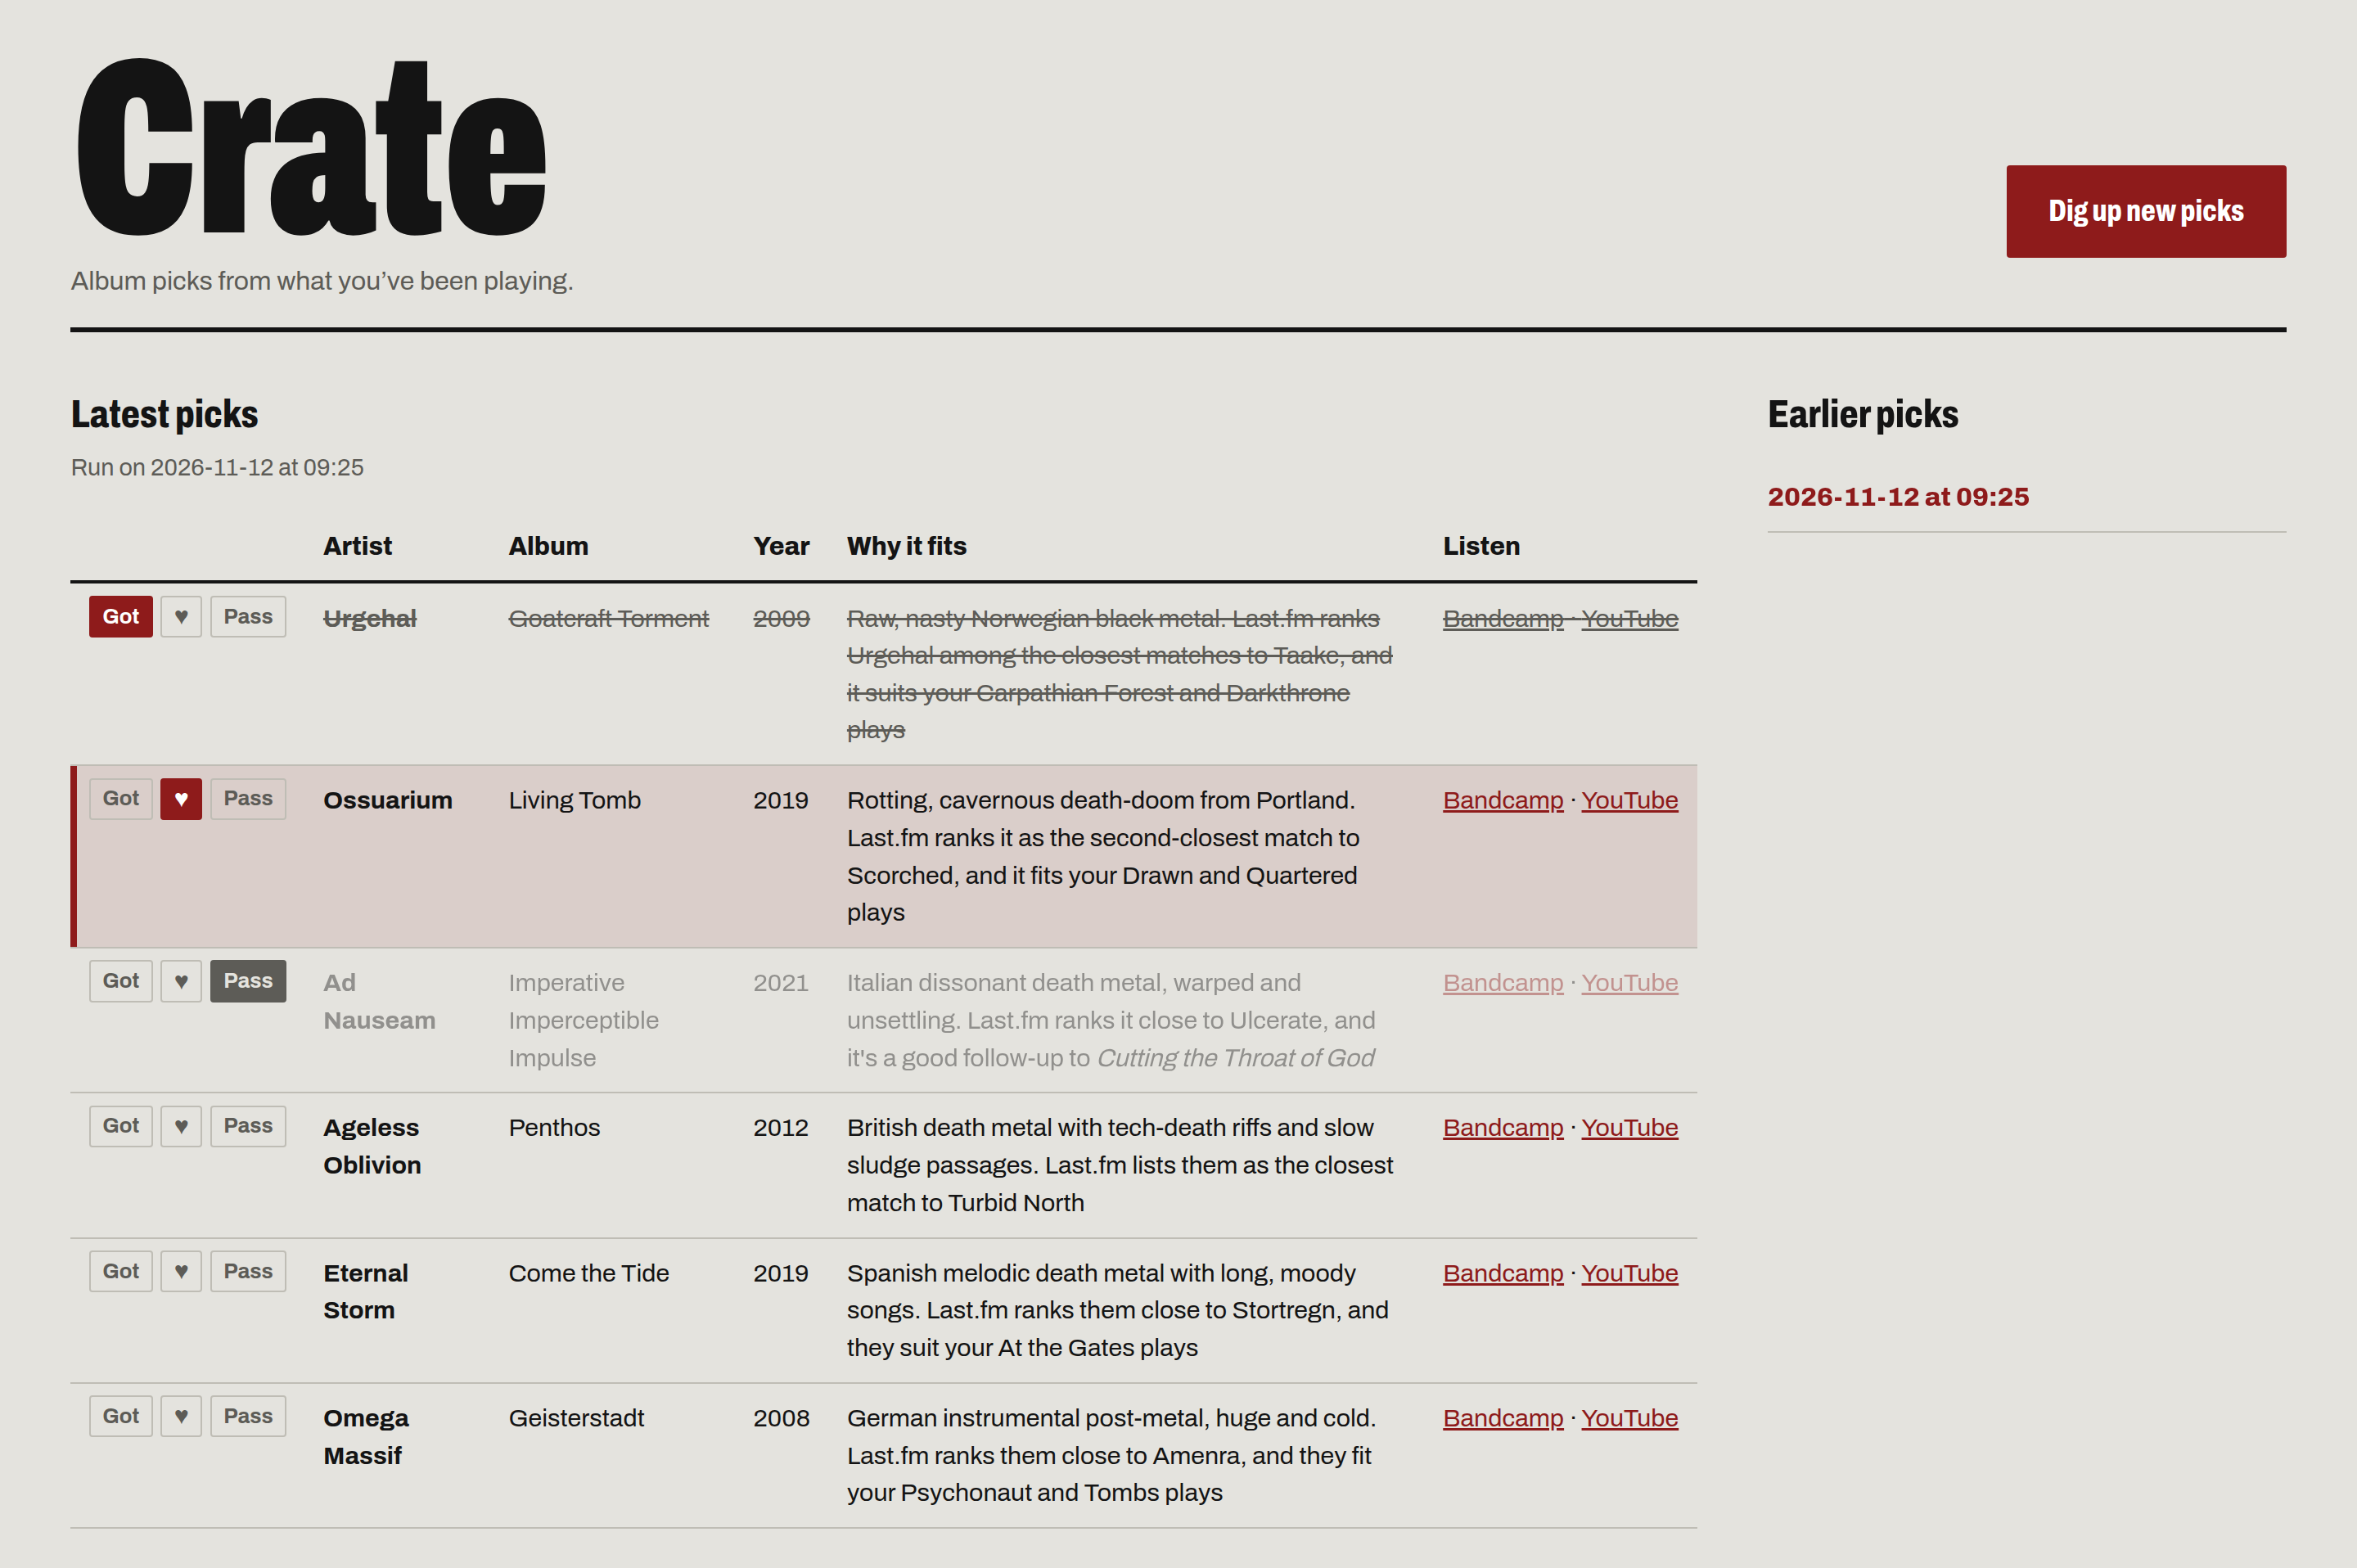 Crate
Album picks from what you’ve been playing.
Dig up new picks
Latest picks
Run on 2026-11-12 at 09:25
Artist Album Year Why it fits Listen
Got ♥ Pass Urgehal Goatcraft Torment 2009 Raw, nasty Norwegian black metal. Last.fm ranks Bandcamp · YouTube
Urgehal among the closest matches to Taake, and
it suits your Carpathian Forest and Darkthrone
plays
Got ♥ Pass Ossuarium Living Tomb 2019 Rotting, cavernous death-doom from Portland. Bandcamp · YouTube
Last.fm ranks it as the second-closest match to
Scorched, and it fits your Drawn and Quartered
plays
Got ♥ Pass Ad Imperative 2021 Italian dissonant death metal, warped and Bandcamp · YouTube
Nauseam Imperceptible unsettling. Last.fm ranks it close to Ulcerate, and
Impulse it's a good follow-up to Cutting the Throat of God
Got ♥ Pass Ageless Penthos 2012 British death metal with tech-death riffs and slow Bandcamp · YouTube
Oblivion sludge passages. Last.fm lists them as the closest
match to Turbid North
Got ♥ Pass Eternal Come the Tide 2019 Spanish melodic death metal with long, moody Bandcamp · YouTube
Storm songs. Last.fm ranks them close to Stortregn, and
they suit your At the Gates plays
Got ♥ Pass Omega Geisterstadt 2008 German instrumental post-metal, huge and cold. Bandcamp · YouTube
Massif Last.fm ranks them close to Amenra, and they fit
your Psychonaut and Tombs plays
Earlier picks
2026-11-12 at 09:25